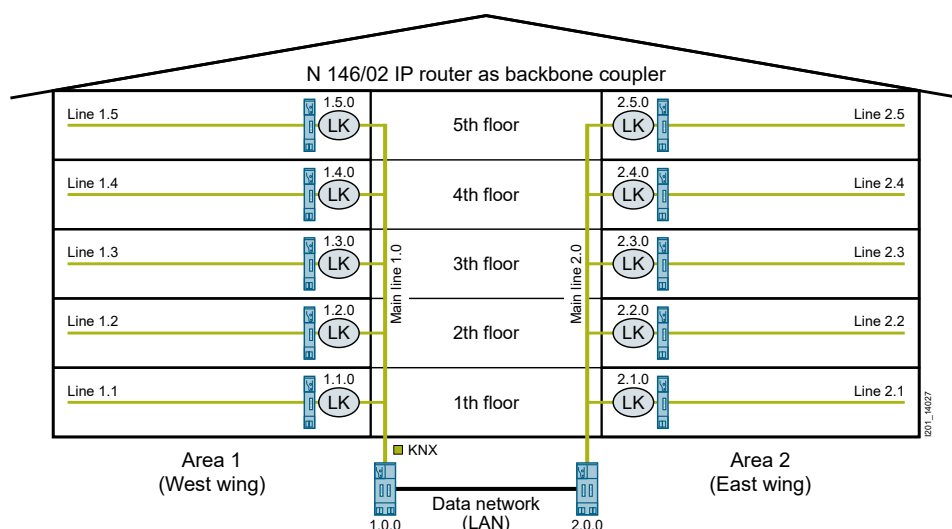 N 146/02 IP router as backbone coupler
Line 1.5
1.5.0
LK
5th floor
2.5.0
LK
Line 2.5
Line 1.4
1.4.0
LK
4th floor
2.4.0
LK
Line 2.4
Line 1.3
1.3.0
LK
Main line 1.0
3th floor
Main line 2.0
2.3.0
LK
Line 2.3
Line 1.2
1.2.0
LK
2th floor
2.2.0
LK
Line 2.2
Line 1.1
1.1.0
LK
1th floor
2.1.0
LK
Line 2.1
I201_14027
KNX
Area 1
(West wing)
Area 2
(East wing)
Data network
(LAN)
1.0.0
2.0.0